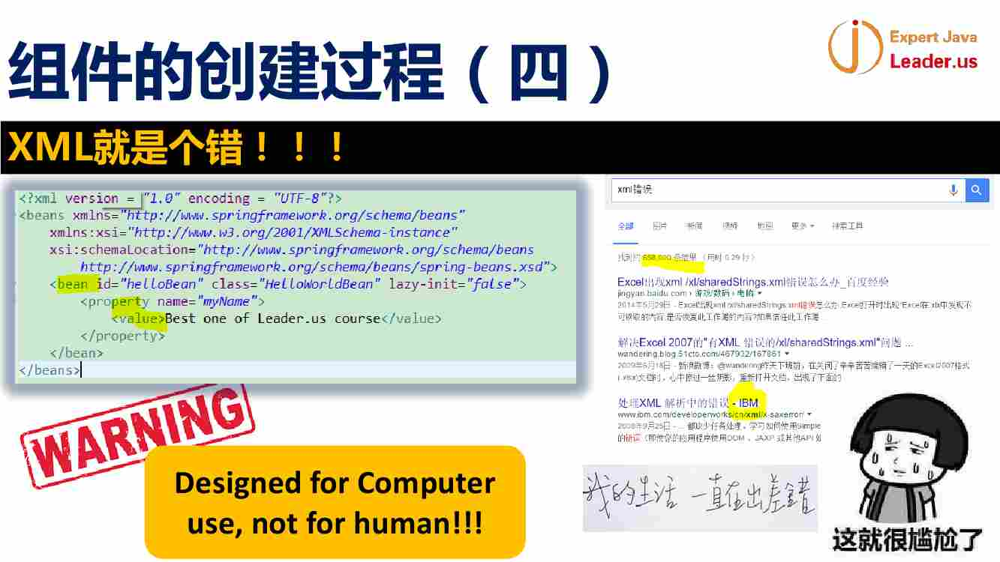 组件的创建过程（四）
Expert Java
Leader.us
XML就是个错！！！
<?xml version = "1.0" encoding = "UTF-8"?>
<beans xmlns="http://www.springframework.org/schema/beans"
xmlns:xsi="http://www.w3.org/2001/XMLSchema-instance"
xsi:schemaLocation="http://www.springframework.org/schema/beans
http://www.springframework.org/schema/beans/spring-beans.xsd">
<bean id="helloBean" class="HelloWorldBean" lazy-init="false">
<property name="myName">
<value>Best one of Leader.us course</value>
</property>
</bean>
</beans>
xml错误
全部 图片 新闻 视频 地图 更多 搜索工具
找到约 658,000 条结果 （用时 0.29 秒）
Excel出现xml /xl/sharedStrings.xml错误怎么办_百度经验
jingyan.baidu.com › 游戏/数码 › 电脑
2014年5月29日 - Excel出现xml /xl/sharedStrings.xml错误怎么办,Excel打开时出现"Excel在.xlsx中发现不
可读取的内容.是否恢复此工作簿的内容?如果信任此工作簿
解决Excel 2007的"有XML 错误的/xl/sharedStrings.xml"问题 ...
wandering.blog.51cto.com/467932/167861
新浪微博：@wandering昨天下班前，在关闭了辛辛苦苦编辑了一天的Excel2007格式
(.xlsx)文档时，心中掠过一丝阴影，重新打开文档，出现了下面的
处理XML 解析中的错误 - IBM
www.ibm.com/developerworks/cn/xml/x-saxerror/
2008年9月25日 - ... 都缺少任务处理。学习如何使用Simple
的错误（即使你的应用程序使用DOM 、JAXP 或其他API 如
WARNING
Designed for Computer
use, not for human!!!
我的生活 一直在出差錯
这就很尴尬了